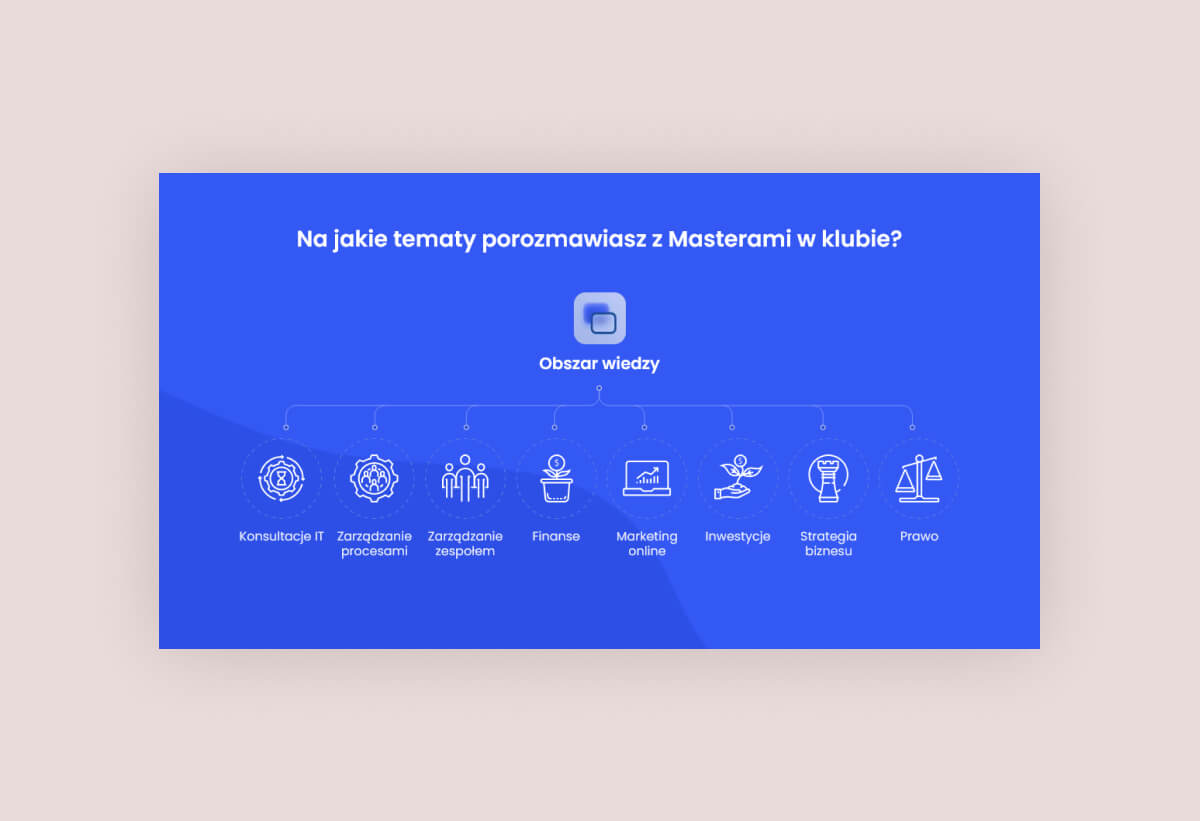 Na jakie tematy porozmawiasz z Masterami w klubie?
Obszar wiedzy
Konsultacje IT
Zarządzanie
procesami
Zarządzanie
zespołem
Finanse
Marketing
online
Inwestycje
Strategia
biznesu
Prawo